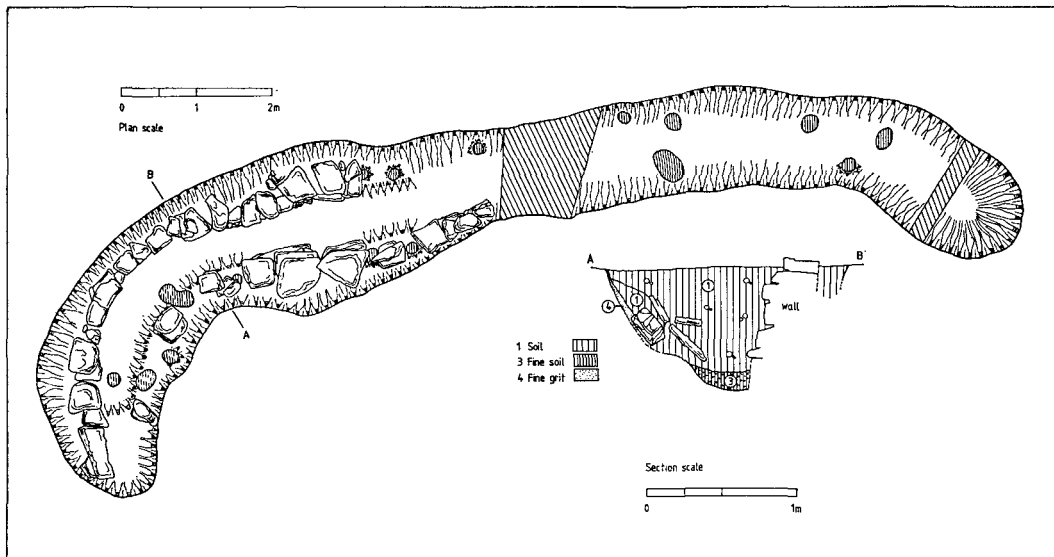 0 1 2m
Plan scale
B
A
A B'
4 1 1
wall
3
1 Soil
3 Fine soil
4 Fine grit
Section scale
0 1m